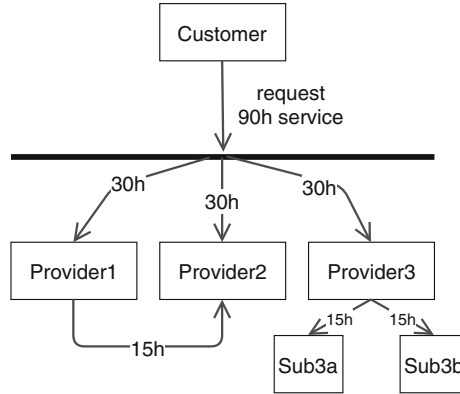 Customer
request
90h service
30h
30h
30h
Provider1
Provider2
Provider3
15h
15h
15h
Sub3a
Sub3b